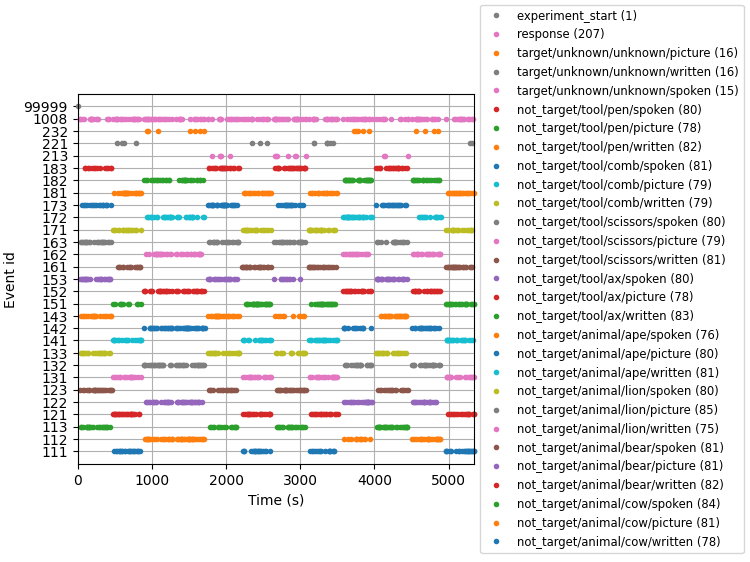 99999
1008
232
221
213
183
182
181
173
172
171
163
162
161
153
152
151
143
142
141
133
132
131
123
122
121
113
112
111
Event id
0 1000 2000 3000 4000 5000
Time (s)
experiment_start (1)
response (207)
target/unknown/unknown/picture (16)
target/unknown/unknown/written (16)
target/unknown/unknown/spoken (15)
not_target/tool/pen/spoken (80)
not_target/tool/pen/picture (78)
not_target/tool/pen/written (82)
not_target/tool/comb/spoken (81)
not_target/tool/comb/picture (79)
not_target/tool/comb/written (79)
not_target/tool/scissors/spoken (80)
not_target/tool/scissors/picture (79)
not_target/tool/scissors/written (81)
not_target/tool/ax/spoken (80)
not_target/tool/ax/picture (78)
not_target/tool/ax/written (83)
not_target/animal/ape/spoken (76)
not_target/animal/ape/picture (80)
not_target/animal/ape/written (81)
not_target/animal/lion/spoken (80)
not_target/animal/lion/picture (85)
not_target/animal/lion/written (75)
not_target/animal/bear/spoken (81)
not_target/animal/bear/picture (81)
not_target/animal/bear/written (82)
not_target/animal/cow/spoken (84)
not_target/animal/cow/picture (81)
not_target/animal/cow/written (78)